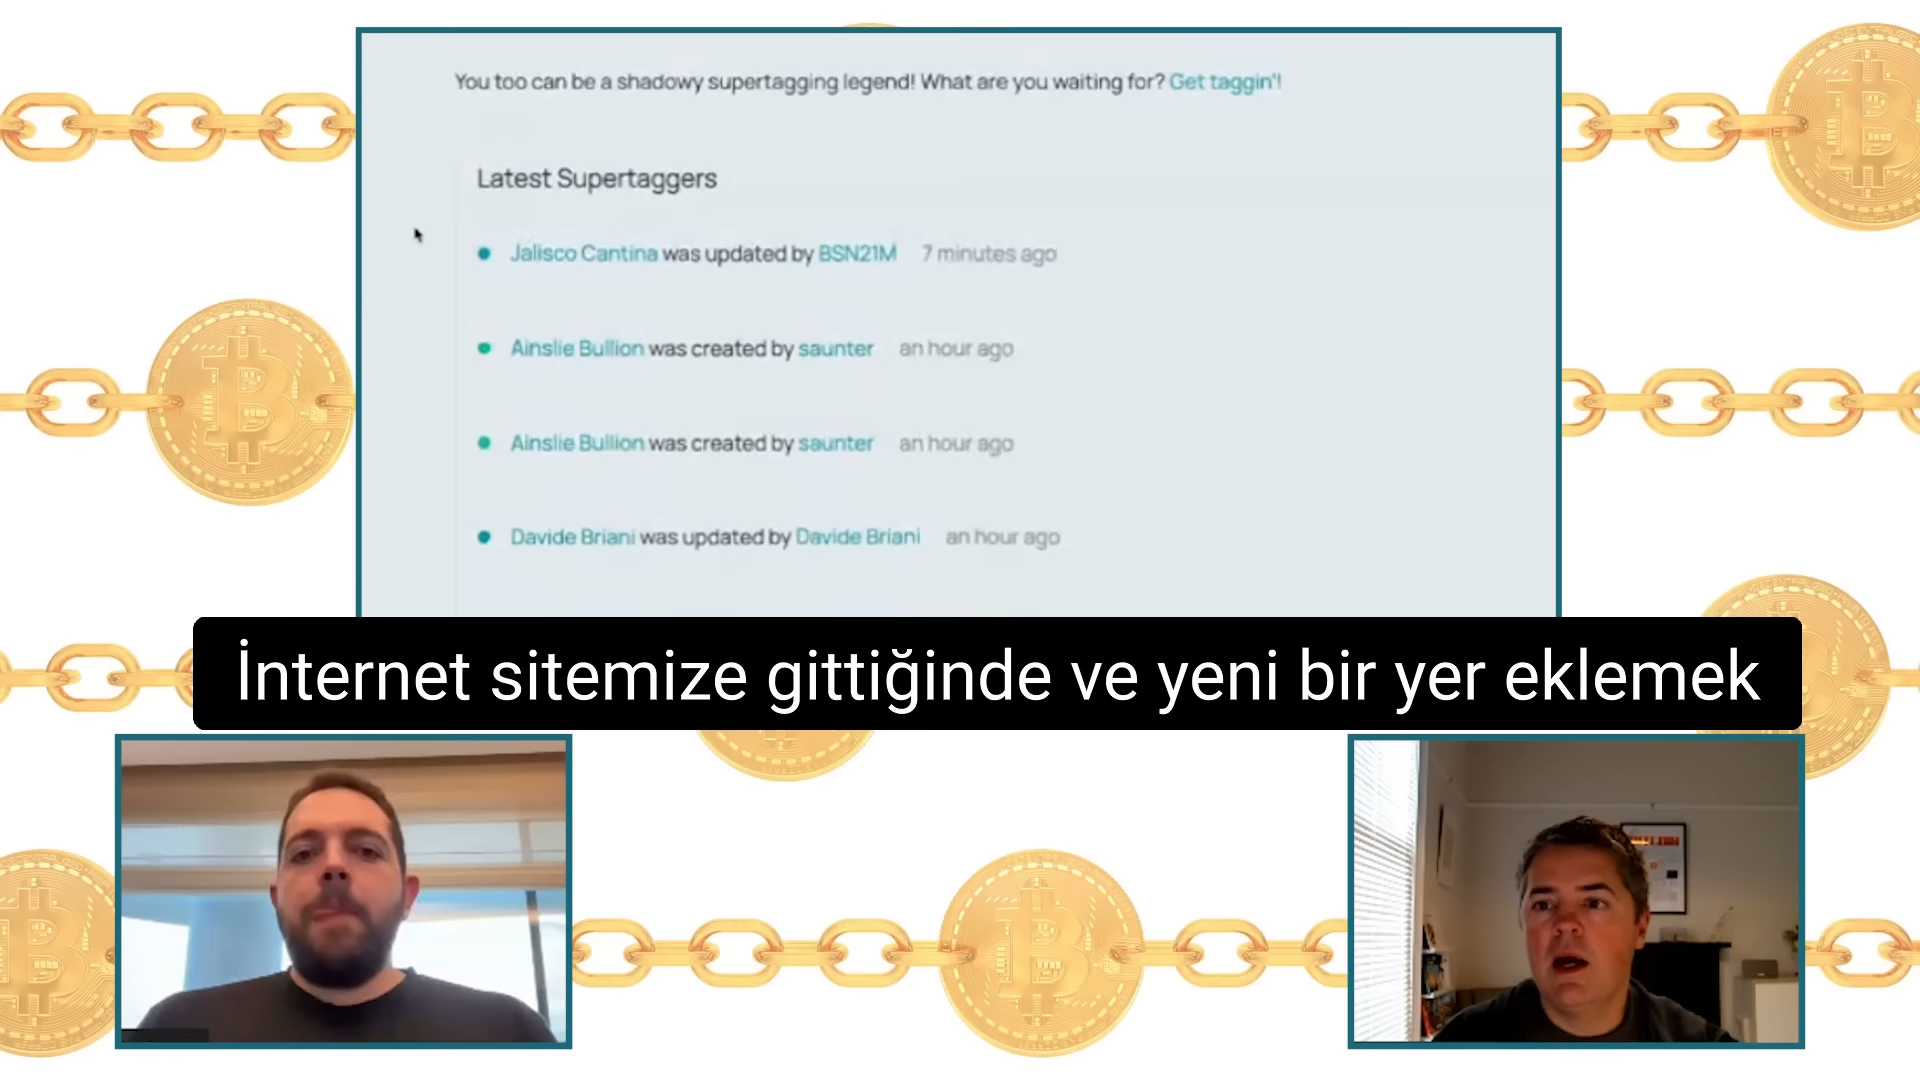 You too can be a shadowy supertagging legend! What are you waiting for? Get taggin'!
Latest Supertaggers
Jalisco Cantina was updated by BSN21M 7 minutes ago
Ainslie Bullion was created by saunter an hour ago
Ainslie Bullion was created by saunter an hour ago
Davide Briani was updated by Davide Briani an hour ago
İnternet sitemize gittiğinde ve yeni bir yer eklemek